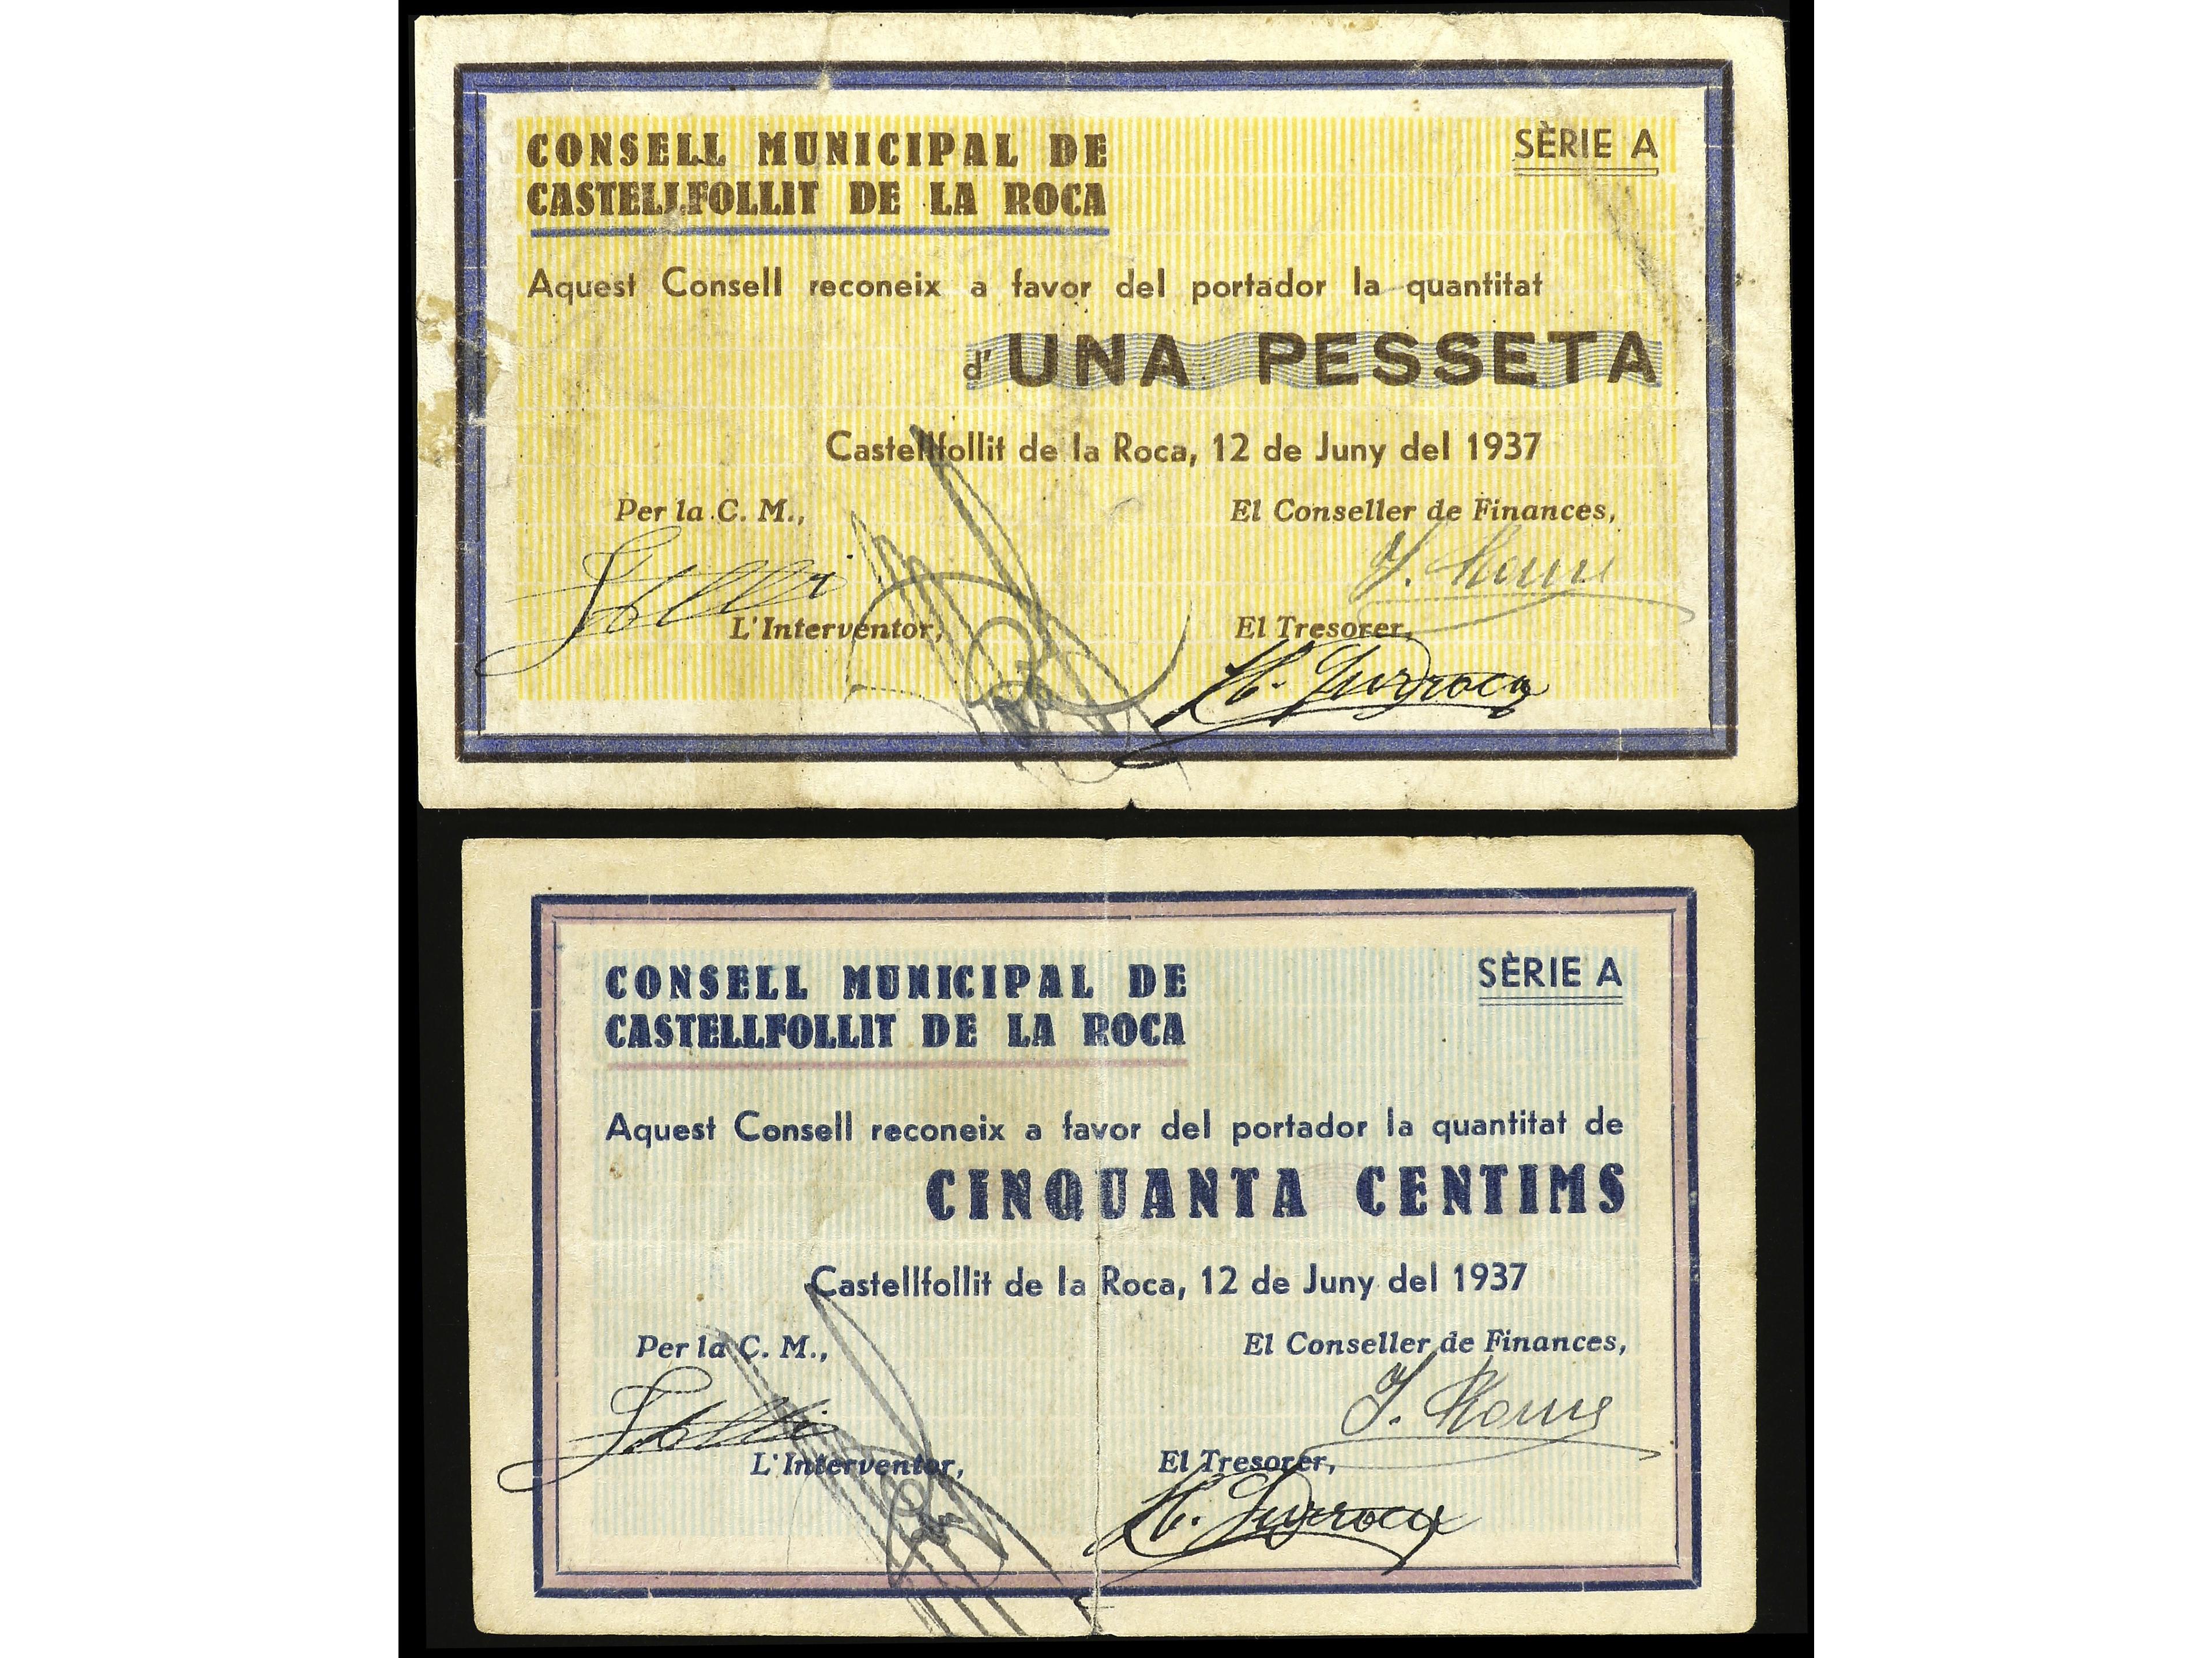 CONSELL MUNICIPAL DE
CASTELLFOLLIT DE LA ROCA
SÈRIE A
Aquest Consell reconeix a favor del portador la quantitat
d'UNA PESSETA
Castellfollit de la Roca, 12 de Juny del 1937
Per la C. M.,
El Conseller de Finances,
L'Interventor,
El Tresorer,
CONSELL MUNICIPAL DE
CASTELLFOLLIT DE LA ROCA
SÈRIE A
Aquest Consell reconeix a favor del portador la quantitat de
CINQUANTA CENTIMS
Castellfollit de la Roca, 12 de Juny del 1937
Per la C. M.,
El Conseller de Finances,
L'Interventor,
El Tresorer,